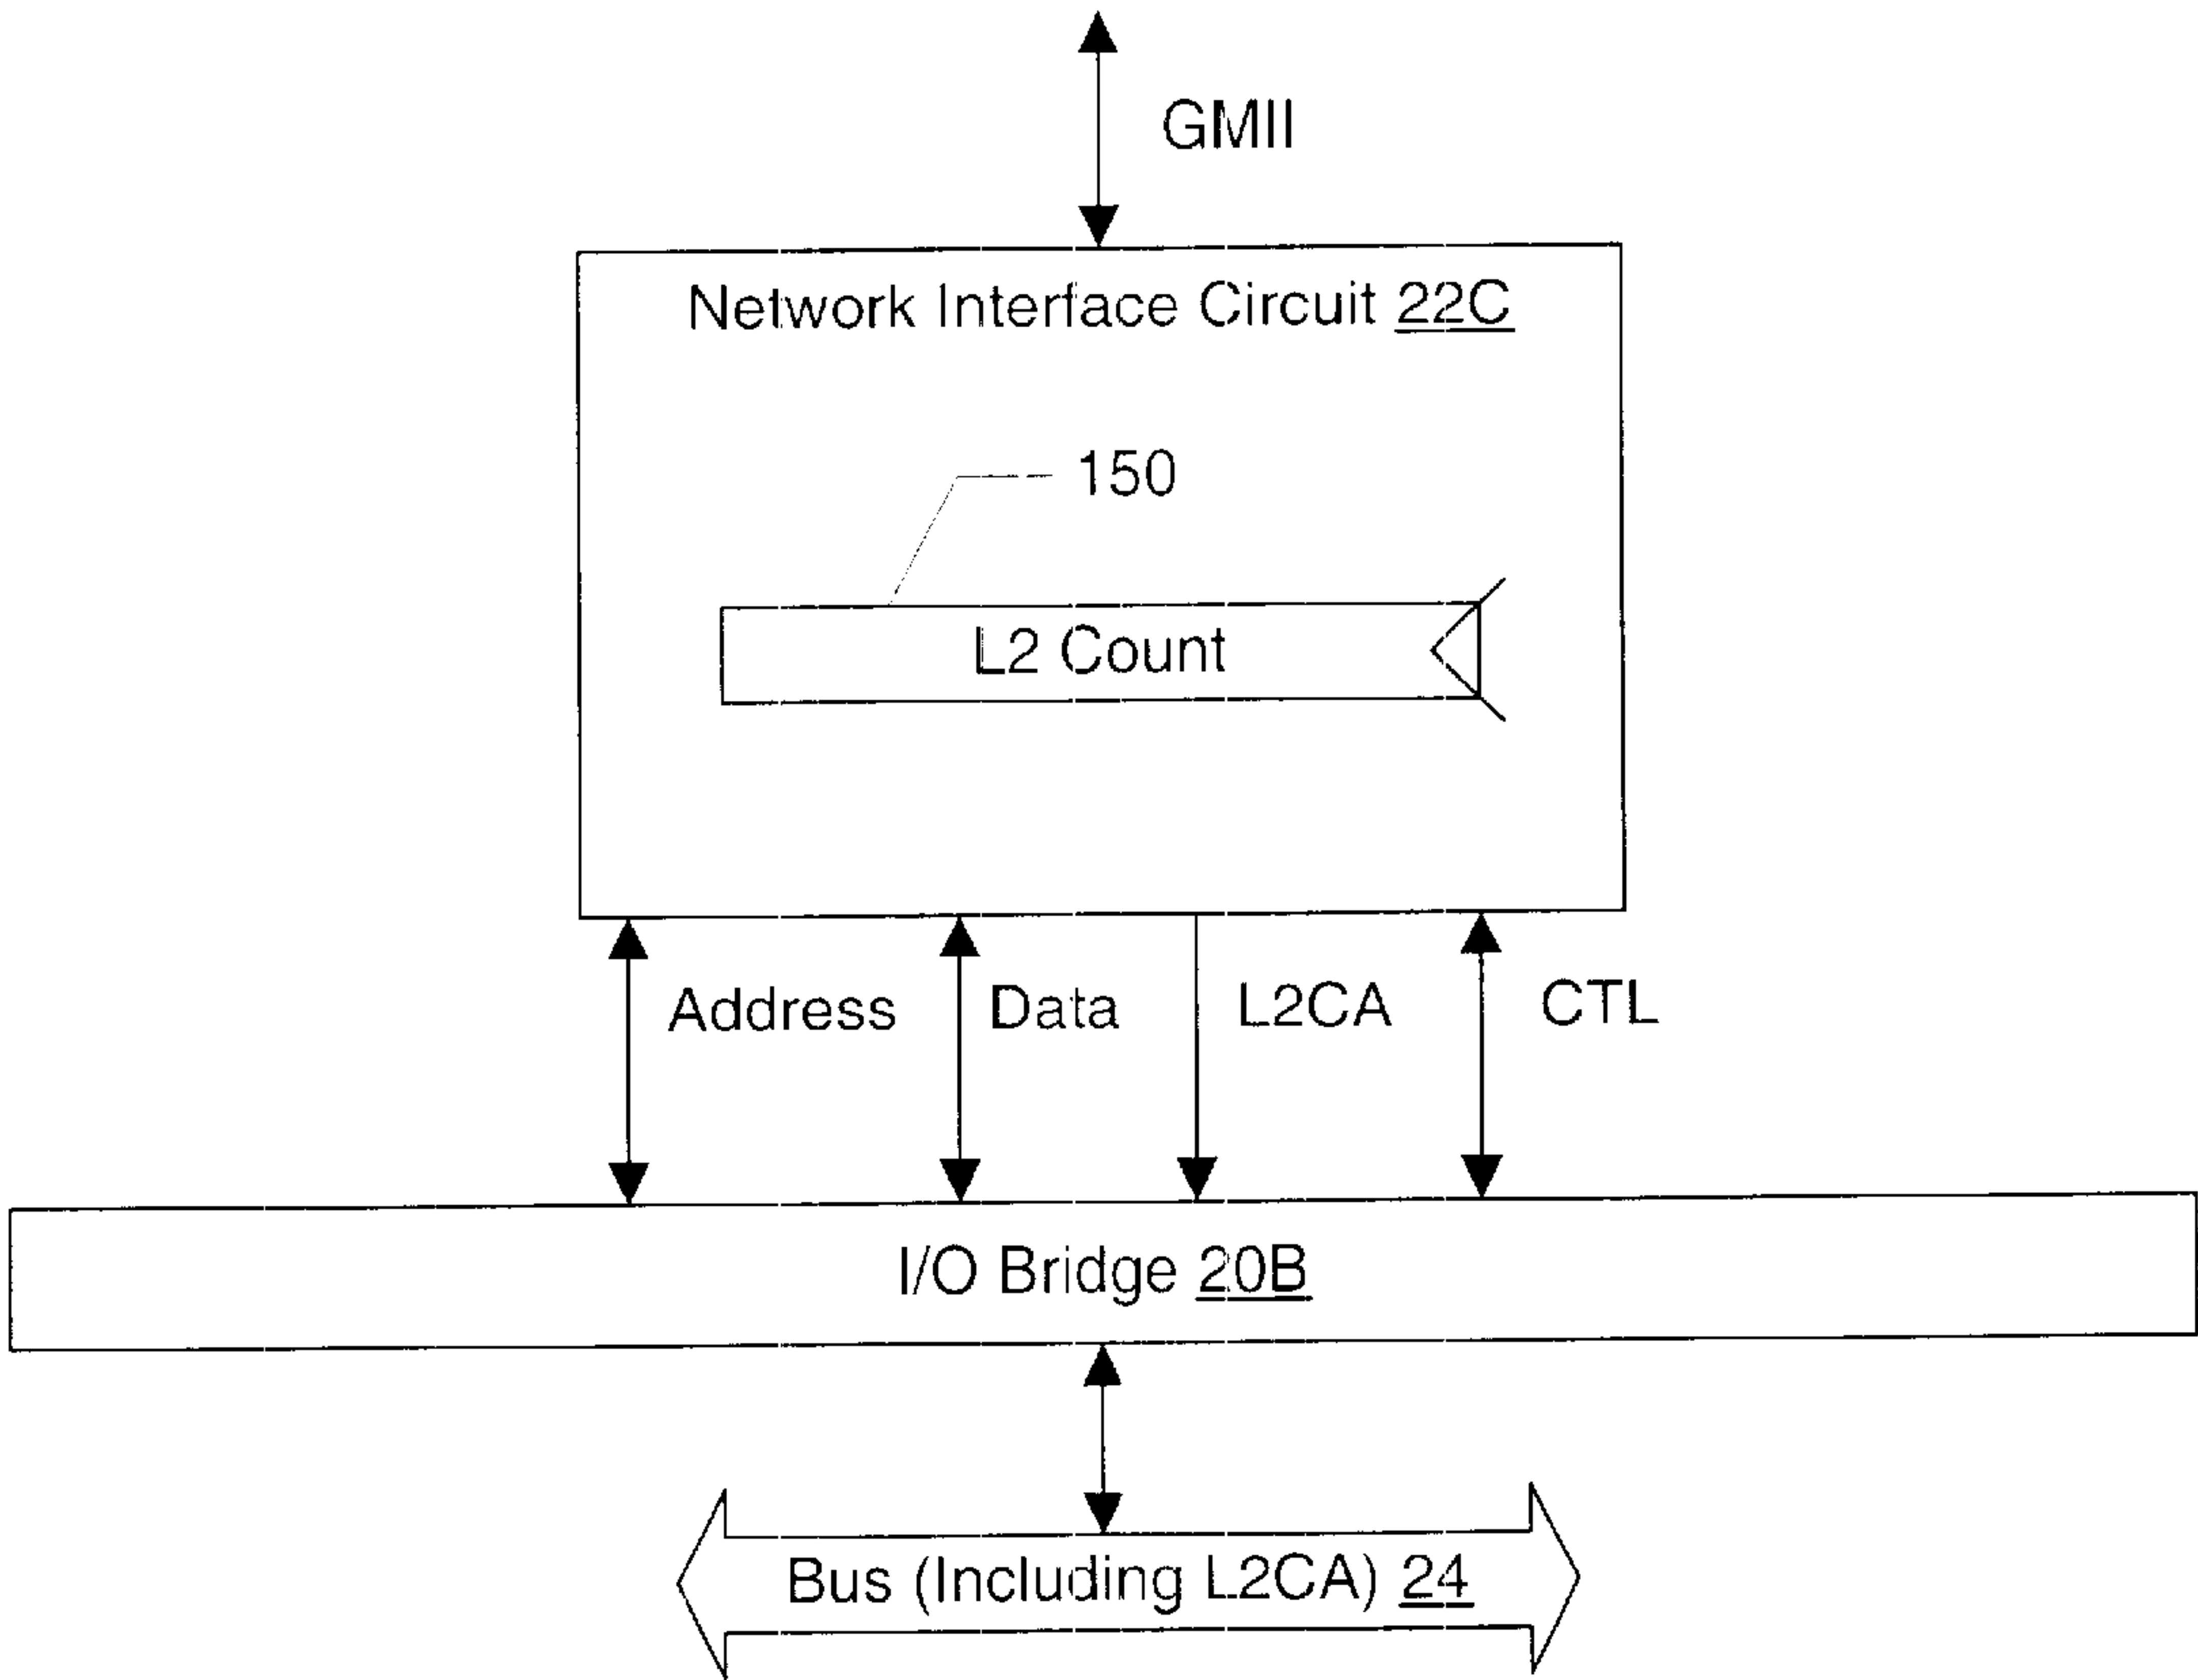 GMII
Network Interface Circuit 22C
150
L2 Count
Address
Data
L2CA
CTL
I/O Bridge 20B
Bus (Including L2CA) 24